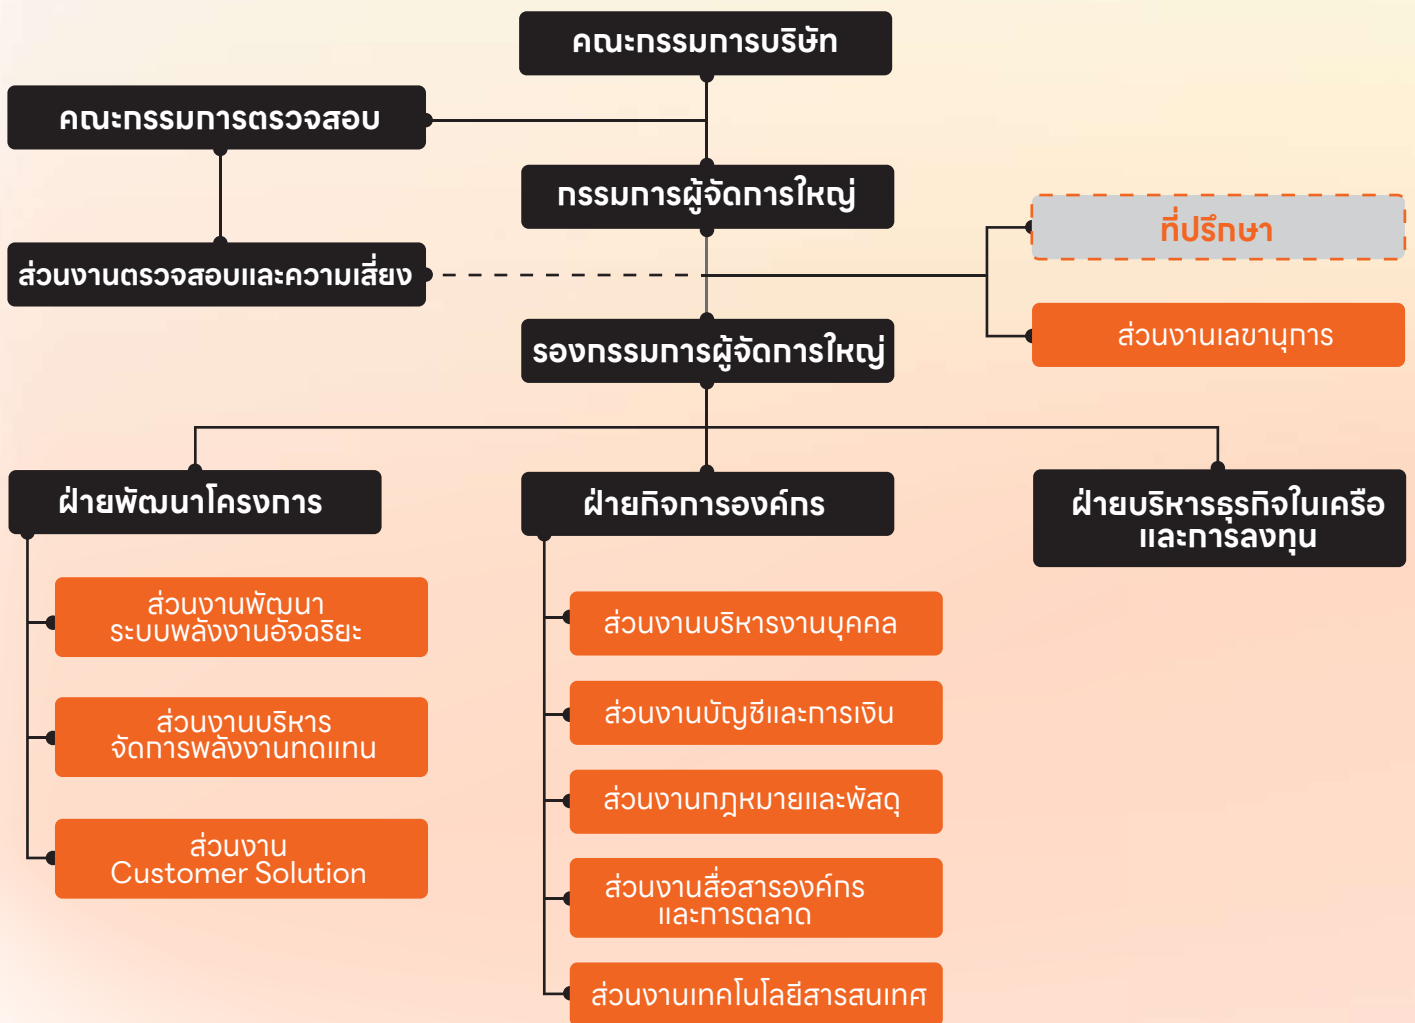 คณะกรรมการบริษัท
คณะกรรมการตรวจสอบ
กรรมการผู้จัดการใหญ่
ที่ปรึกษา
ส่วนงานตรวจสอบและความเสี่ยง
ส่วนงานเลขานุการ
รองกรรมการผู้จัดการใหญ่
ฝ่ายพัฒนาโครงการ
ส่วนงานพัฒนา
ระบบพลังงานอัจฉริยะ
ส่วนงานบริหาร
จัดการพลังงานทดแทน
ส่วนงาน
Customer Solution
ฝ่ายกิจการองค์กร
ส่วนงานบริหารงานบุคคล
ส่วนงานบัญชีและการเงิน
ส่วนงานกฎหมายและพัสดุ
ส่วนงานสื่อสารองค์กร
และการตลาด
ส่วนงานเทคโนโลยีสารสนเทศ
ฝ่ายบริหารธุรกิจในเครือ
และการลงทุน